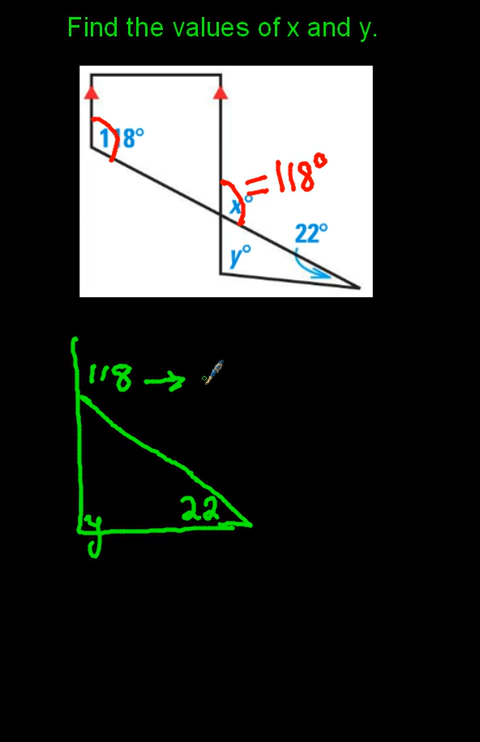 Find the values of x and y.
118°
x° = 118°
22°
y°
118 →
22
y